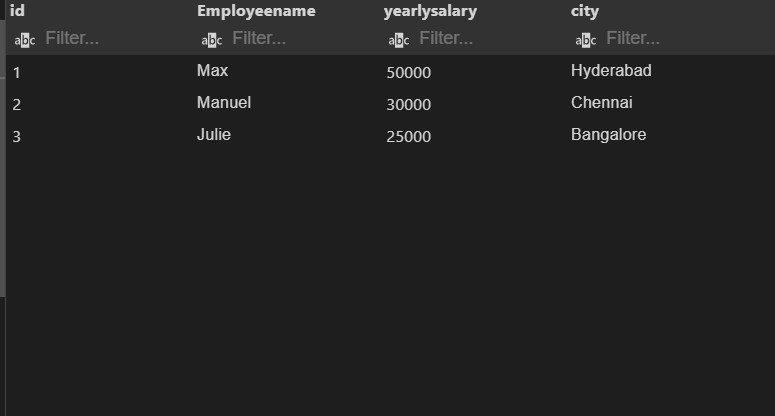 id Employeename yearlysalary city
abc Filter... abc Filter... abc Filter... abc Filter...
1 Max 50000 Hyderabad
2 Manuel 30000 Chennai
3 Julie 25000 Bangalore